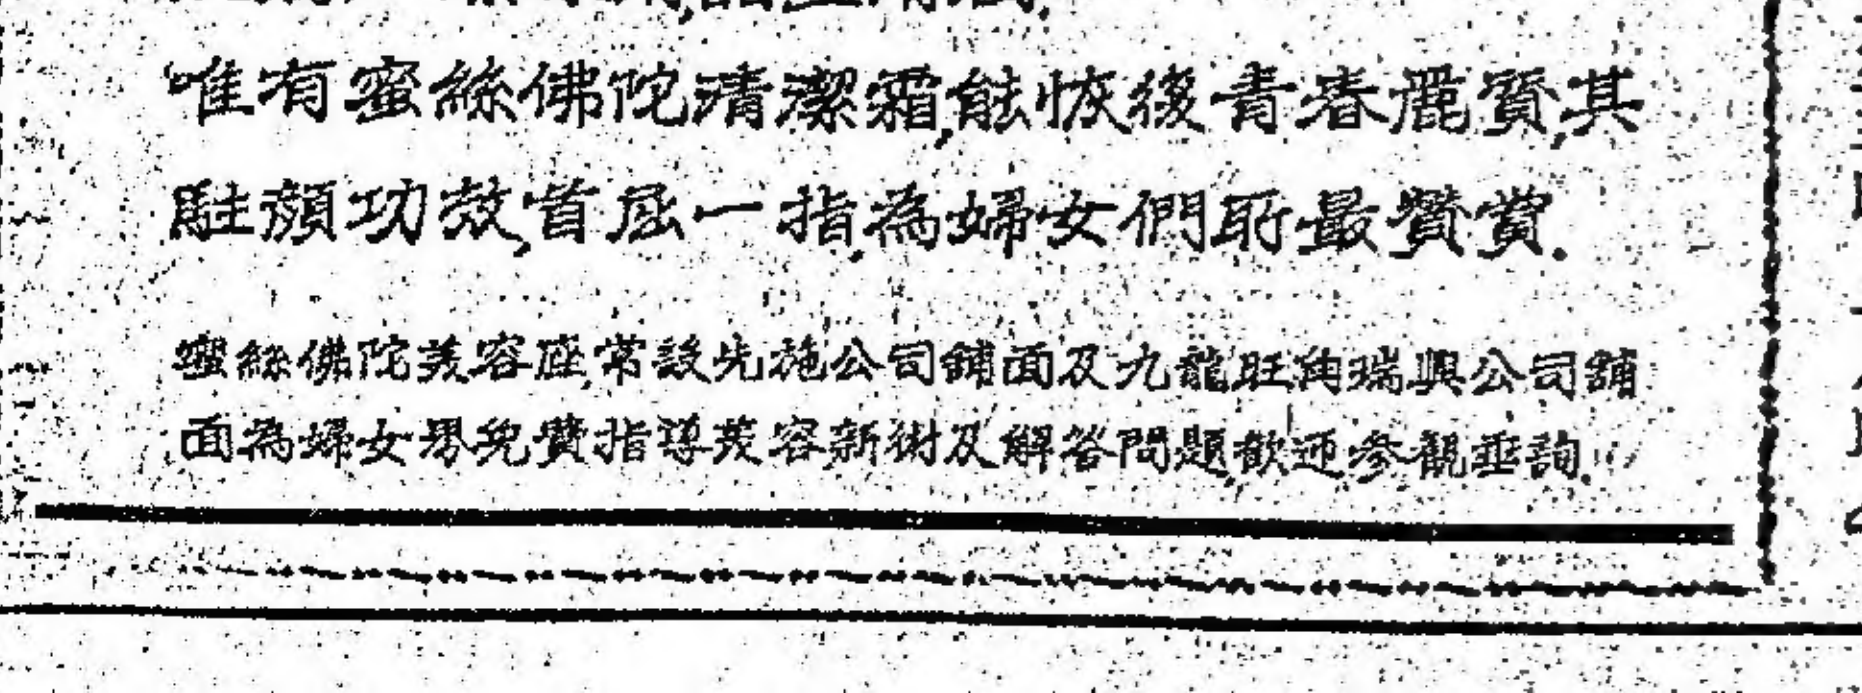 唯有蜜絲佛陀清潔霜,能恢後青春麗質,其
駐顏功效,首屈一指,為婦女們所最贊賞.
蜜絲佛陀美容座,常設先施公司舖面及九龍旺角瑞興公司舖
面為婦女界免費指導美容新術及解答問題,歡迎參觀垂詢.